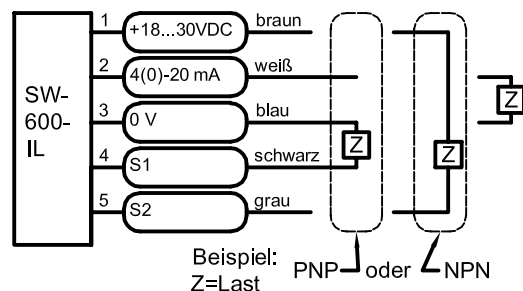 SW-
600-
IL
1 +18...30VDC braun
2 4(0)-20 mA weiß
3 0 V blau
4 S1 schwarz
5 S2 grau
Z
Z
Z
Beispiel:
Z=Last
PNP oder NPN